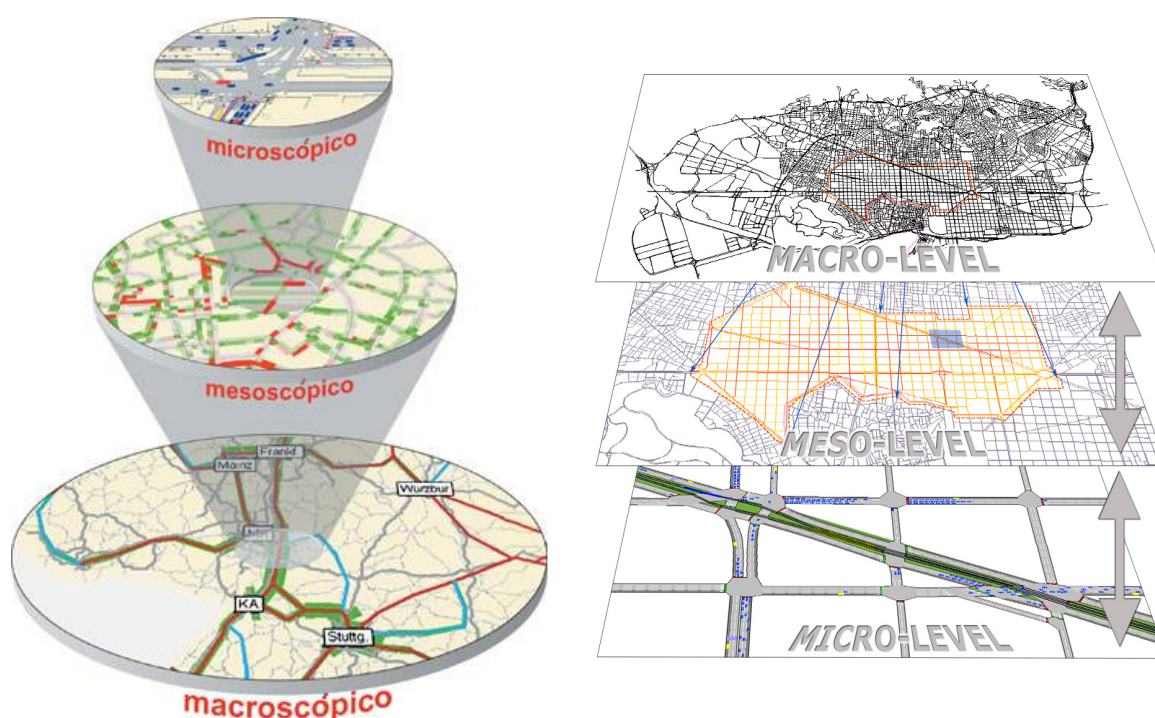 microscópico
mesoscópico
Frankf.
Mainz
Wurzbur
KA
Stuttg.
macroscópico
MACRO-LEVEL
MESO-LEVEL
MICRO-LEVEL